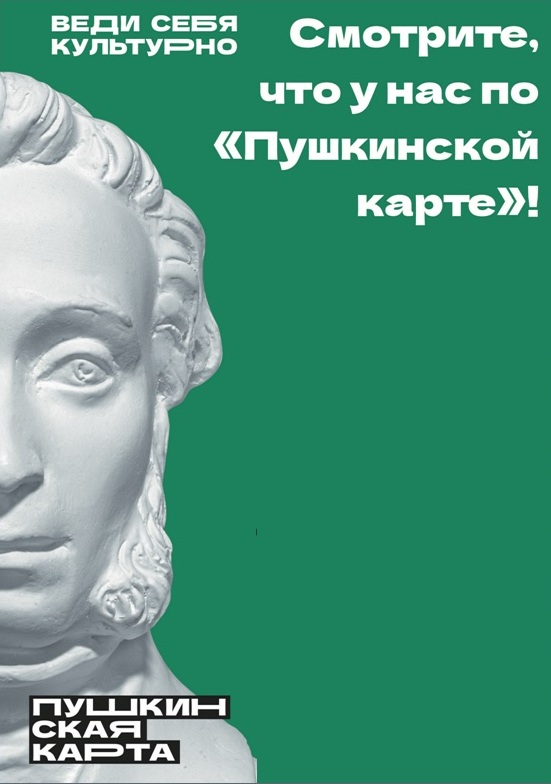 ВЕДИ СЕБЯ
КУЛЬТУРНО
Смотрите,
что у нас по
«Пушкинской
карте»!
ПУШКИН
СКАЯ
КАРТА